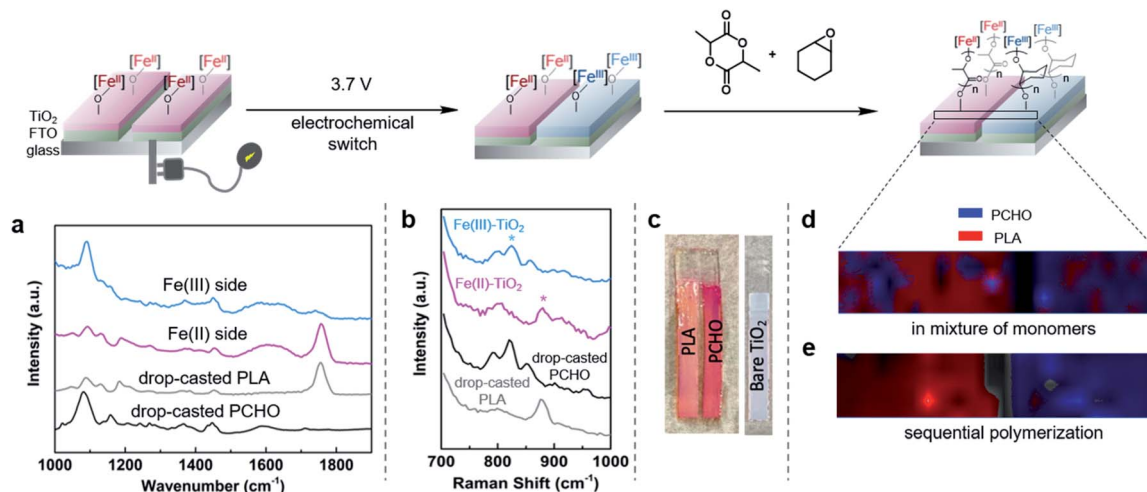 [Feᴵᴵ]
[Feᴵᴵ]
[Feᴵᴵ]
[Feᴵᴵ]
O
O
O
O
TiO₂
FTO
glass
3.7 V
electrochemical
switch
[Feᴵᴵ]
[Feᴵᴵᴵ]
[Feᴵᴵ]
[Feᴵᴵᴵ]
O
O
O
O
O
O
O
O
+
O
[Feᴵᴵ]
[Feᴵᴵᴵ]
[Feᴵᴵ]
[Feᴵᴵᴵ]
O
O
O
O
O
O
n
n
n
n
O
O
a
Intensity (a.u.)
Fe(III) side
Fe(II) side
drop-casted PLA
drop-casted PCHO
1000 1200 1400 1600 1800
Wavenumber (cm⁻¹)
b
Intensity (a.u.)
Fe(III)-TiO₂
*
Fe(II)-TiO₂
*
drop-casted
PCHO
drop-casted
PLA
700 800 900 1000
Raman Shift (cm⁻¹)
c
PLA
PCHO
Bare TiO₂
d
PCHO
PLA
in mixture of monomers
e
sequential polymerization